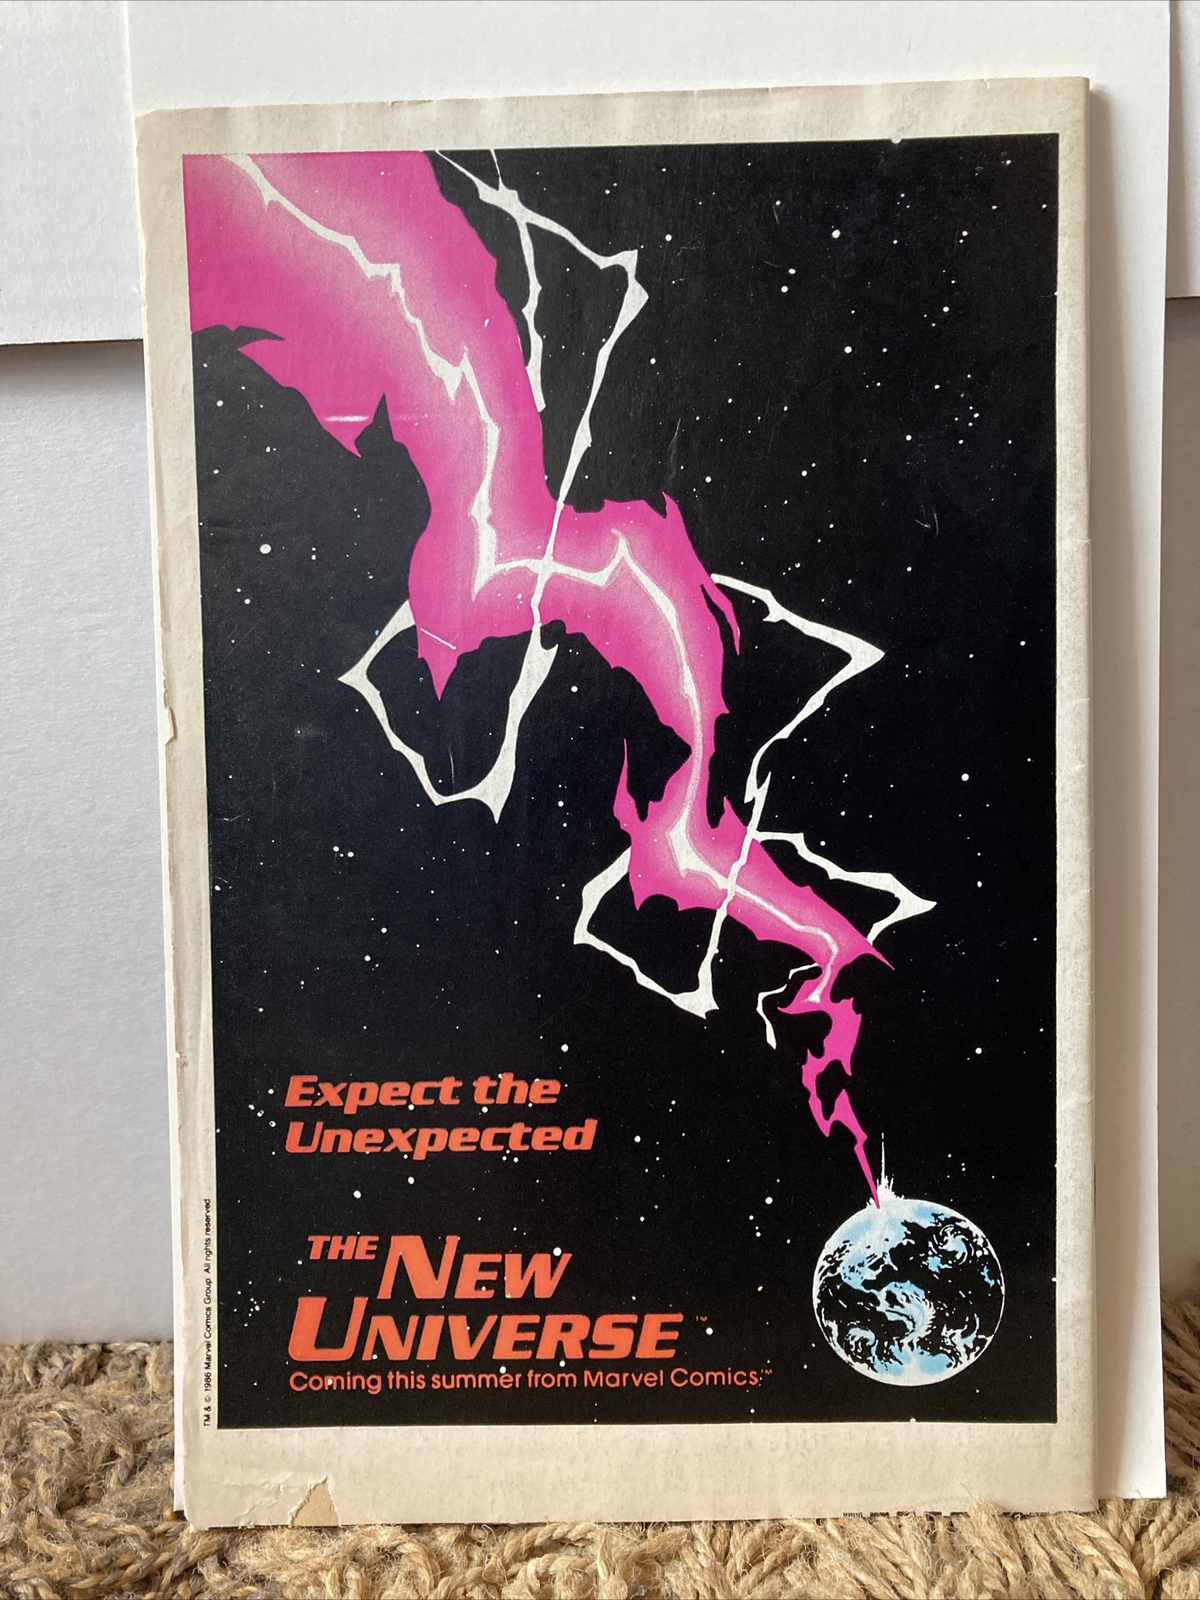 Expect the
Unexpected
THE NEW
UNIVERSE™
Coming this summer from Marvel Comics™
TM & © 1986 Marvel Comics Group. All rights reserved